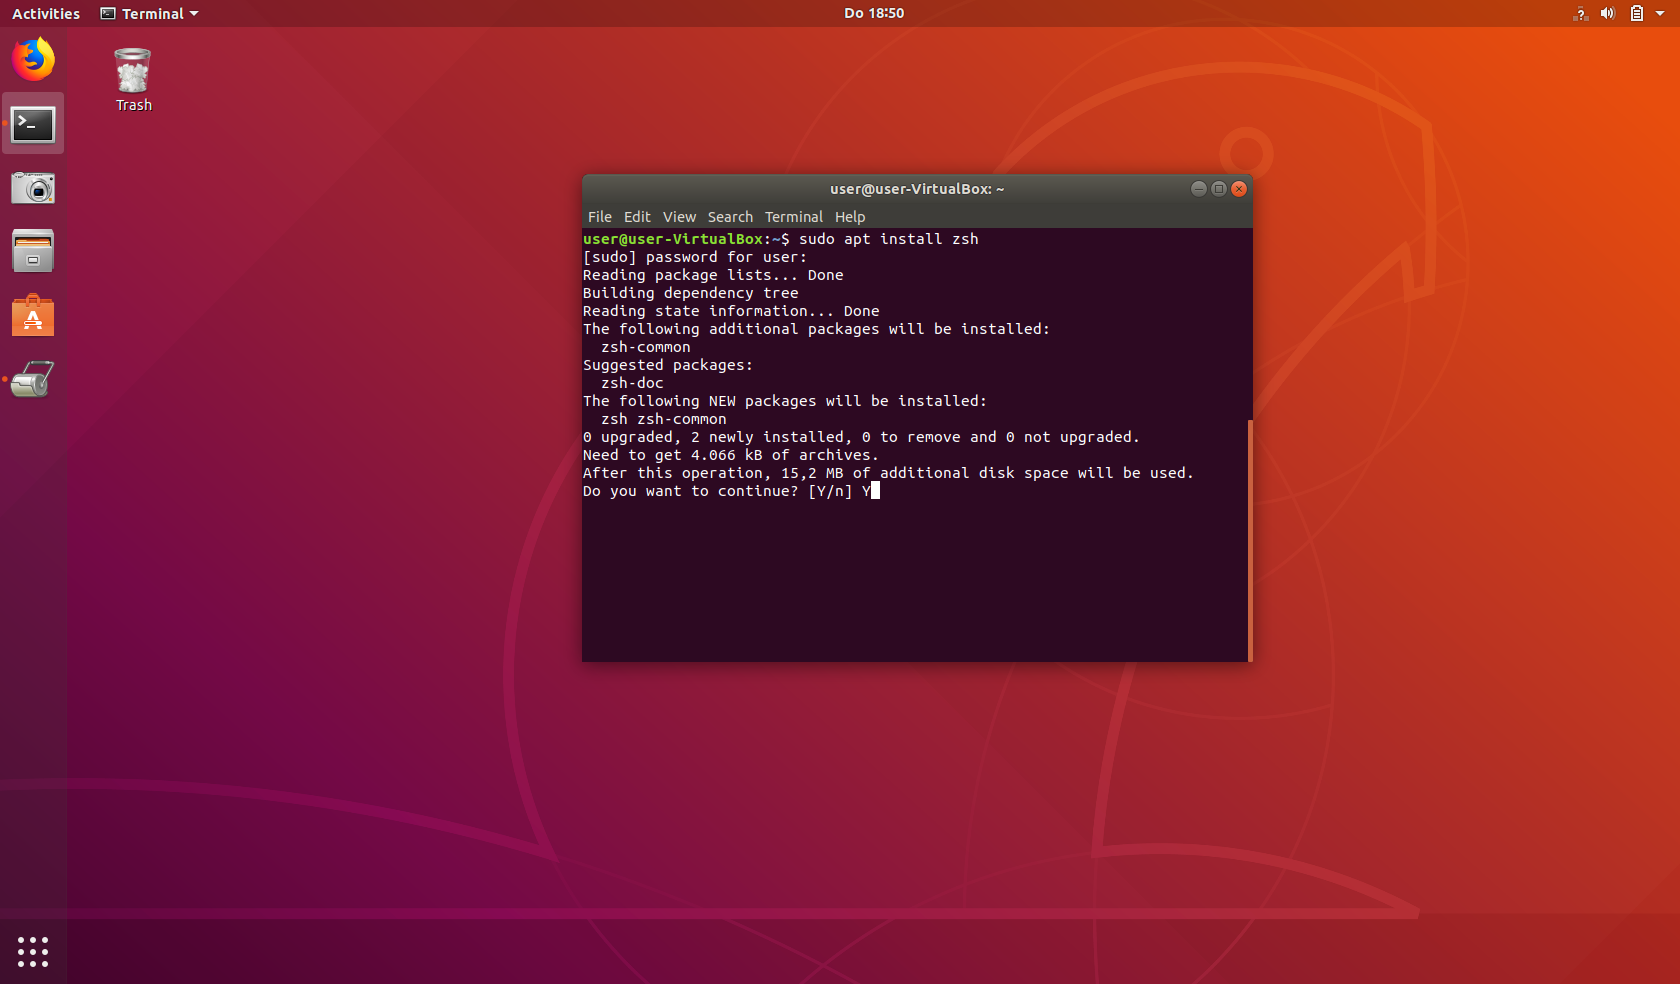 Activities
Terminal
Do 18:50
Trash
user@user-VirtualBox: ~
File Edit View Search Terminal Help
user@user-VirtualBox:~$ sudo apt install zsh
[sudo] password for user:
Reading package lists... Done
Building dependency tree
Reading state information... Done
The following additional packages will be installed:
  zsh-common
Suggested packages:
  zsh-doc
The following NEW packages will be installed:
  zsh zsh-common
0 upgraded, 2 newly installed, 0 to remove and 0 not upgraded.
Need to get 4.066 kB of archives.
After this operation, 15,2 MB of additional disk space will be used.
Do you want to continue? [Y/n] Y